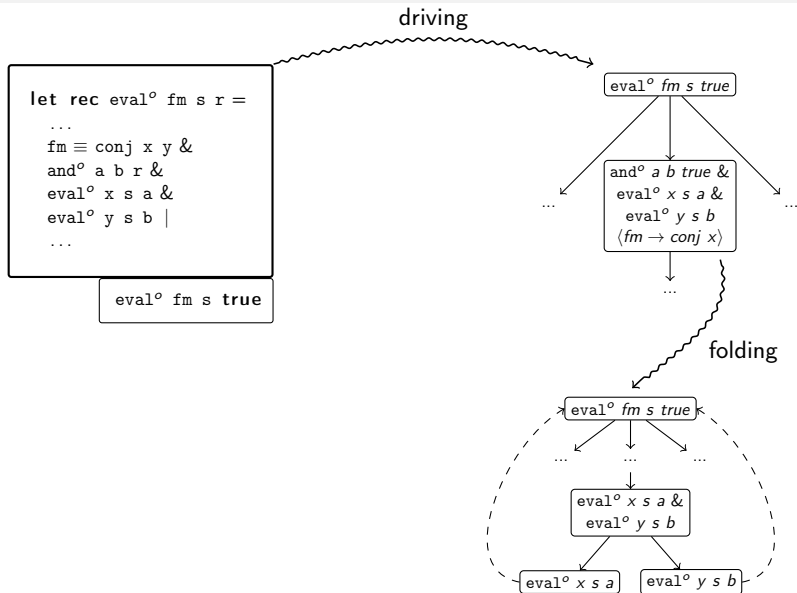 driving
let rec evalᵒ fm s r =
...
fm ≡ conj x y &
andᵒ a b r &
evalᵒ x s a &
evalᵒ y s b |
...
evalᵒ fm s true
evalᵒ fm s true
...
andᵒ a b true &
evalᵒ x s a &
evalᵒ y s b
⟨fm → conj x⟩
...
...
folding
evalᵒ fm s true
...
...
...
evalᵒ x s a &
evalᵒ y s b
evalᵒ x s a
evalᵒ y s b